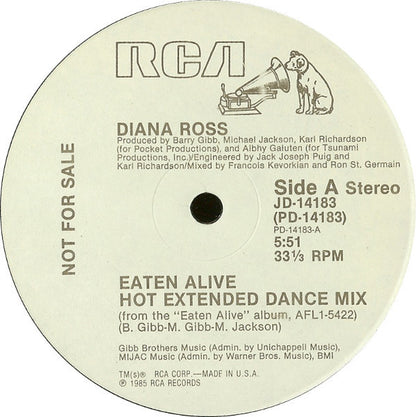 RCA
NOT FOR SALE
DIANA ROSS
Produced by Barry Gibb, Michael Jackson, Karl Richardson
(for Pocket Productions), and Albhy Galuten (for Tsunami
Productions, Inc.)/Engineered by Jack Joseph Puig and
Karl Richardson/Mixed by Francois Kevorkian and Ron St. Germain
Side A Stereo
JD-14183
(PD-14183)
PD-14183-A
5:51
33⅓ RPM
EATEN ALIVE
HOT EXTENDED DANCE MIX
(from the "Eaten Alive" album, AFL1-5422)
(B. Gibb-M. Gibb-M. Jackson)
Gibb Brothers Music (Admin. by Unichappell Music)
MIJAC Music (Admin. by Warner Bros. Music), BMI
TM(s)® RCA CORP.—MADE IN U.S.A.
℗ 1985 RCA RECORDS